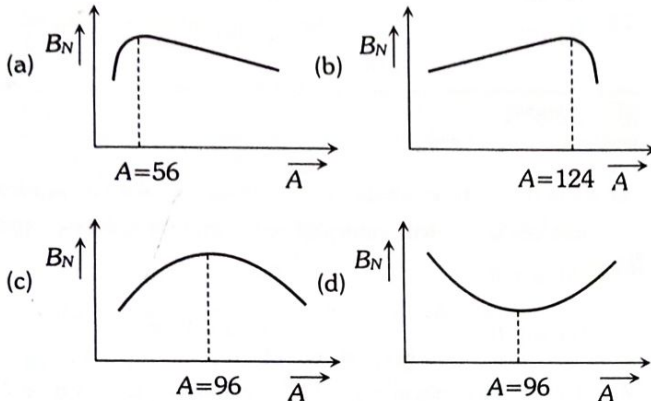 (a) B_N↑
A=56 A→
(b) B_N↑
A=124 A→
(c) B_N↑
A=96 A→
(d) B_N↑
A=96 A→